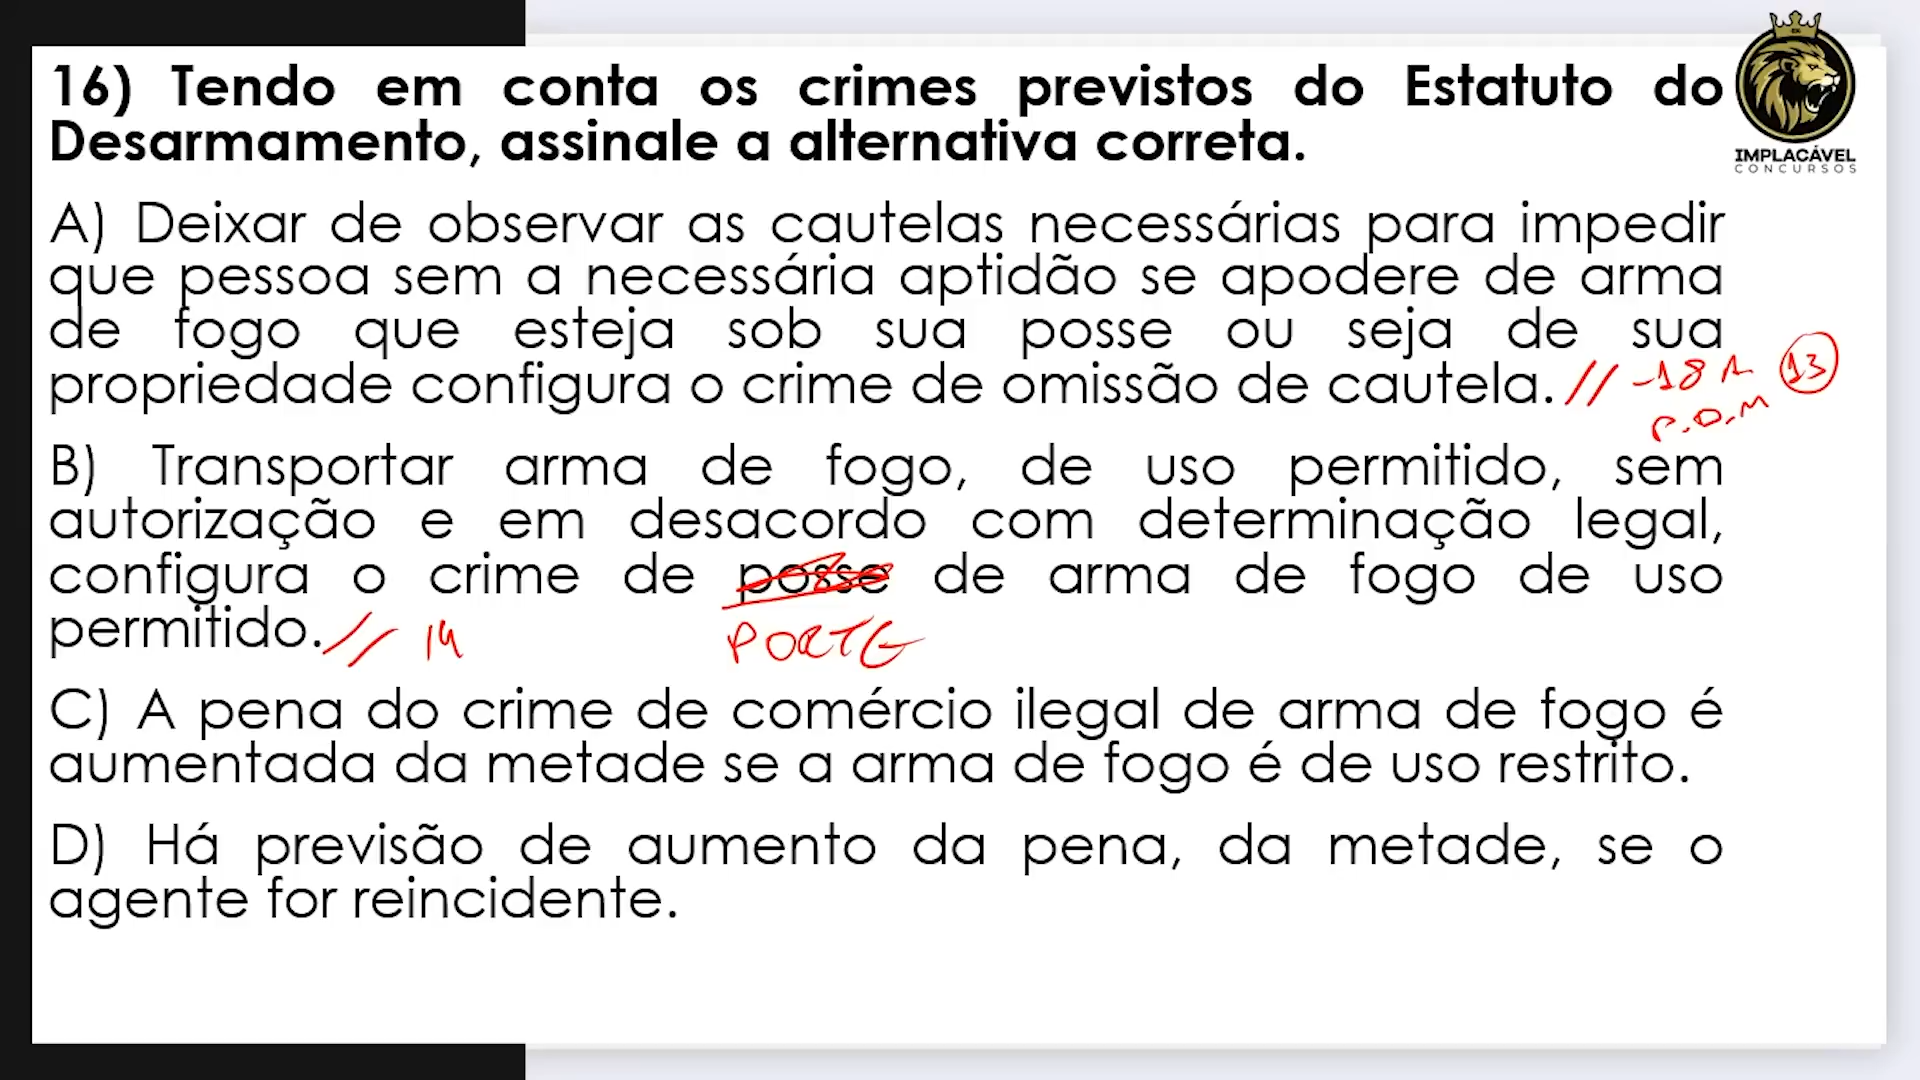 16) Tendo em conta os crimes previstos do Estatuto do
Desarmamento, assinale a alternativa correta.
IMPLACÁVEL
CONCURSOS
A) Deixar de observar as cautelas necessárias para impedir
que pessoa sem a necessária aptidão se apodere de arma
de fogo que esteja sob sua posse ou seja de sua
propriedade configura o crime de omissão de cautela. // -18 A 13
P.D.M
B) Transportar arma de fogo, de uso permitido, sem
autorização e em desacordo com determinação legal,
configura o crime de posse de arma de fogo de uso
permitido. // 14 PORTE
C) A pena do crime de comércio ilegal de arma de fogo é
aumentada da metade se a arma de fogo é de uso restrito.
D) Há previsão de aumento da pena, da metade, se o
agente for reincidente.